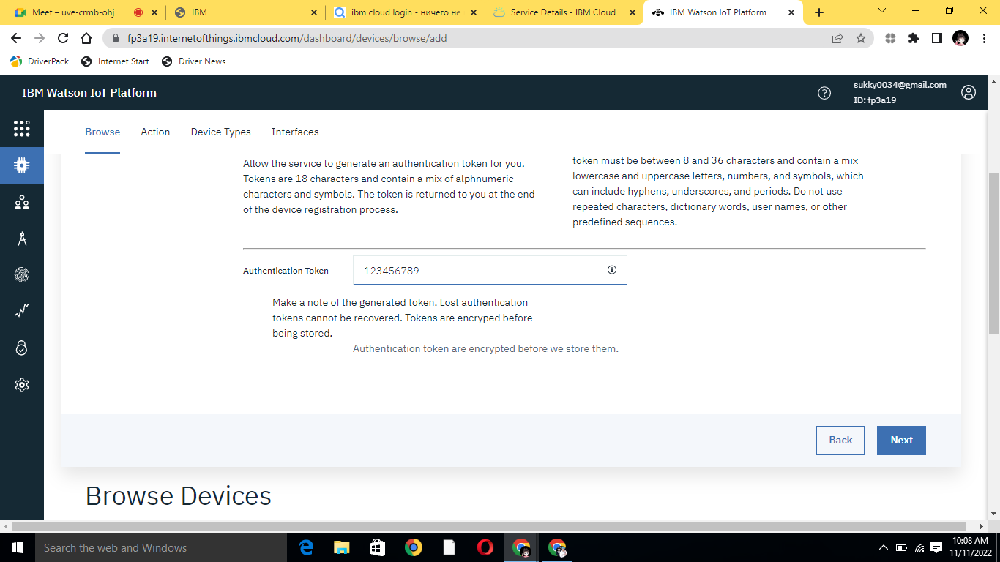 Meet – uve-crmb-ohj
IBM
ibm cloud login - ничего не
Service Details - IBM Cloud
IBM Watson IoT Platform
fp3a19.internetofthings.ibmcloud.com/dashboard/devices/browse/add
DriverPack
Internet Start
Driver News
IBM Watson IoT Platform
sukky0034@gmail.com
ID: fp3a19
Browse
Action
Device Types
Interfaces
Allow the service to generate an authentication token for you.
Tokens are 18 characters and contain a mix of alphnumeric
characters and symbols. The token is returned to you at the end
of the device registration process.
token must be between 8 and 36 characters and contain a mix
lowercase and uppercase letters, numbers, and symbols, which
can include hyphens, underscores, and periods. Do not use
repeated characters, dictionary words, user names, or other
predefined sequences.
Authentication Token
123456789
Make a note of the generated token. Lost authentication
tokens cannot be recovered. Tokens are encryped before
being stored.
Authentication token are encrypted before we store them.
Back
Next
Browse Devices
Search the web and Windows
10:08 AM
11/11/2022